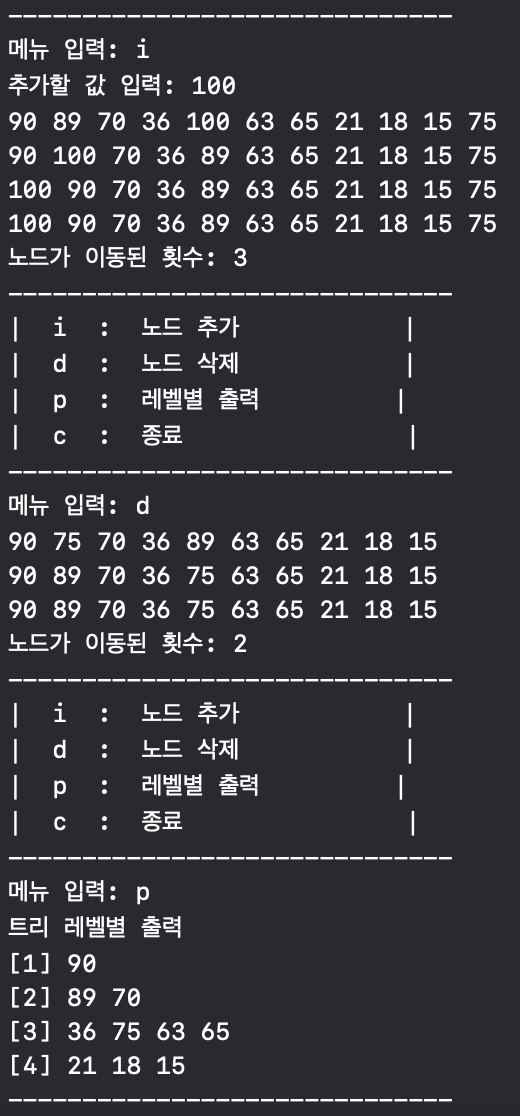 ------------------------------
메뉴 입력: i
추가할 값 입력: 100
90 89 70 36 100 63 65 21 18 15 75
90 100 70 36 89 63 65 21 18 15 75
100 90 70 36 89 63 65 21 18 15 75
100 90 70 36 89 63 65 21 18 15 75
노드가 이동된 횟수: 3
------------------------------
|  i  :  노드 추가           |
|  d  :  노드 삭제           |
|  p  :  레벨별 출력         |
|  c  :  종료               |
------------------------------
메뉴 입력: d
90 75 70 36 89 63 65 21 18 15
90 89 70 36 75 63 65 21 18 15
90 89 70 36 75 63 65 21 18 15
노드가 이동된 횟수: 2
------------------------------
|  i  :  노드 추가           |
|  d  :  노드 삭제           |
|  p  :  레벨별 출력         |
|  c  :  종료               |
------------------------------
메뉴 입력: p
트리 레벨별 출력
[1] 90
[2] 89 70
[3] 36 75 63 65
[4] 21 18 15
------------------------------